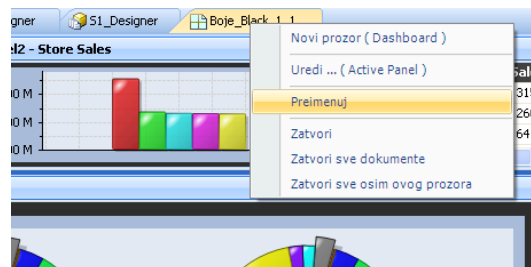 gner
S1_Designer
Boje_Black_1_1
el2 - Store Sales
Novi prozor ( Dashboard )
Uredi ... ( Active Panel )
Preimenuj
Zatvori
Zatvori sve dokumente
Zatvori sve osim ovog prozora
00 M
00 M
00 M
Sal
315
260
64